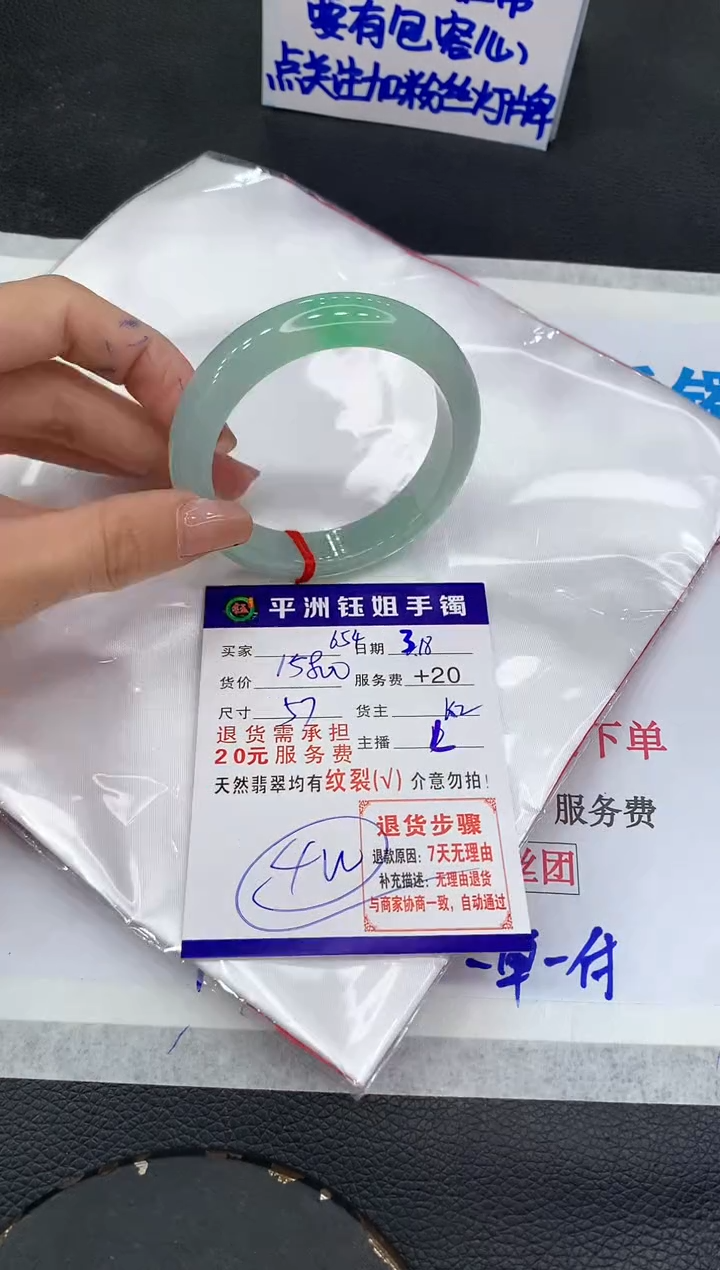 要有包容心
点关注加粉丝灯牌
平洲钰姐手镯
买家 654 日期 3.18
货价 15800 服务费 +20
尺寸 57 货主
退货需承担
20元服务费 主播
天然翡翠均有纹裂(√) 介意勿拍!
4W
退货步骤
退款原因: 7天无理由
补充描述: 无理由退货
与商家协商一致, 自动通过
下单
服务费
丝团
一单一付